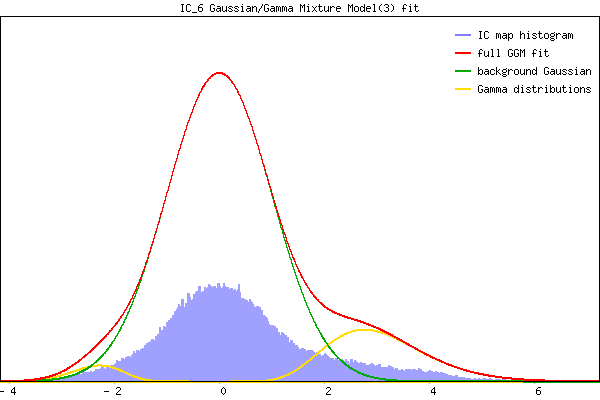 IC_6 Gaussian/Gamma Mixture Model(3) fit
IC map histogram
full GGM fit
background Gaussian
Gamma distributions
-4 -2 0 2 4 6